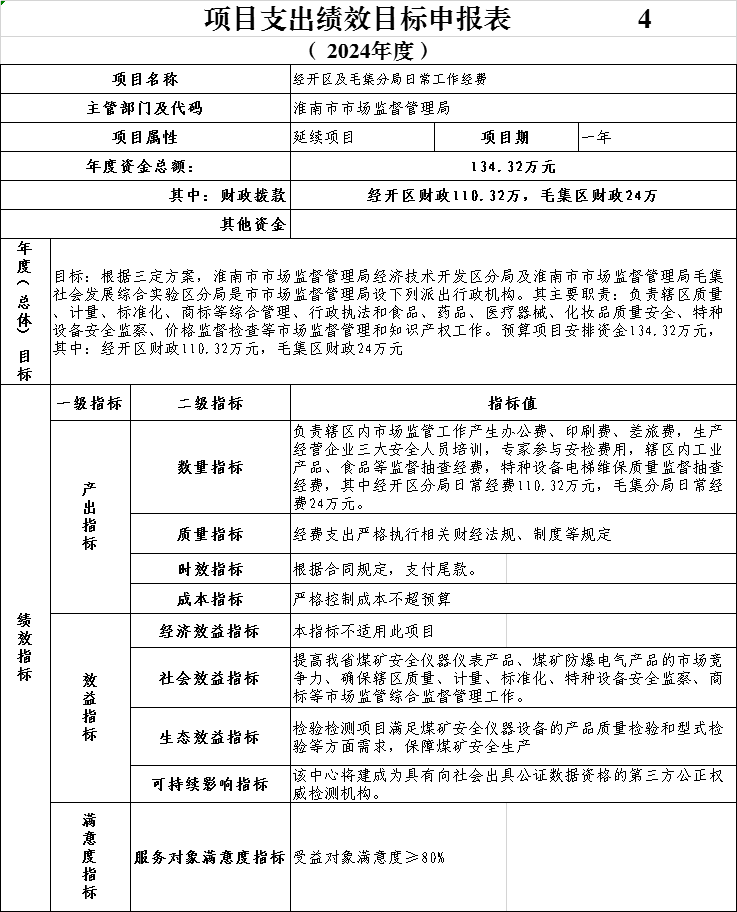 项目支出绩效目标申报表 4
（ 2024年度 ）
项目名称 经开区及毛集分局日常工作经费
主管部门及代码 淮南市市场监督管理局
项目属性 延续项目 项目期 一年
年度资金总额： 134.32万元
其中：财政拨款 经开区财政110.32万，毛集区财政24万
其他资金
年度（总体）目标
目标：根据三定方案，淮南市市场监督管理局经济技术开发区分局及淮南市市场监督管理局毛集
社会发展综合实验区分局是市市场监督管理局设下列派出行政机构。其主要职责：负责辖区质量
、计量、标准化、商标等综合管理、行政执法和食品、药品、医疗器械、化妆品质量安全、特种
设备安全监察、价格监督检查等市场监督管理和知识产权工作。预算项目安排资金134.32万元，
其中：经开区财政110.32万元，毛集区财政24万元
绩效指标
一级指标 二级指标 指标值
产出指标
数量指标
负责辖区内市场监管工作产生办公费、印刷费、差旅费，生产
经营企业三大安全人员培训，专家参与安检费用，辖区内工业
产品、食品等监督抽查经费，特种设备电梯维保质量监督抽查
经费，其中经开区分局日常经费110.32万元，毛集分局日常经
费24万元。
质量指标 经费支出严格执行相关财经法规、制度等规定
时效指标 根据合同规定，支付尾款。
成本指标 严格控制成本不超预算
效益指标
经济效益指标 本指标不适用此项目
社会效益指标
提高我省煤矿安全仪器仪表产品、煤矿防爆电气产品的市场竞
争力、确保辖区质量、计量、标准化、特种设备安全监察、商
标等市场监管综合监督管理工作。
生态效益指标
检验检测项目满足煤矿安全仪器设备的产品质量检验和型式检
验等方面需求，保障煤矿安全生产
可持续影响指标
该中心将建成为具有向社会出具公证数据资格的第三方公正权
威检测机构。
满意度指标
服务对象满意度指标 受益对象满意度≥80%